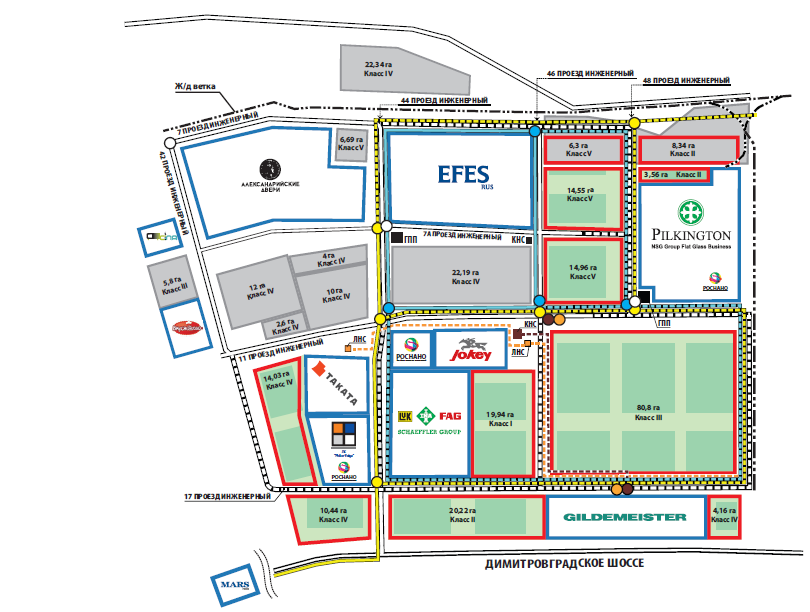 22,34 га
Класс IV
46 ПРОЕЗД ИНЖЕНЕРНЫЙ
48 ПРОЕЗД ИНЖЕНЕРНЫЙ
Ж/д ветка
44 ПРОЕЗД ИНЖЕНЕРНЫЙ
7 ПРОЕЗД ИНЖЕНЕРНЫЙ
42 ПРОЕЗД ИНЖЕНЕРНЫЙ
6,69 га
Класс V
6,3 га
Класс V
8,34 га
Класс II
АЛЕКСАНДРИЙСКИЕ
ДВЕРИ
EFES
RUS
3,56 га Класс II
14,55 га
Класс V
PILKINGTON
NSG Group Flat Glass Business
РОСНАНО
7А ПРОЕЗД ИНЖЕНЕРНЫЙ
ГПП
КНС
4 га
Класс IV
5,8 га
Класс III
12 га
Класс IV
10 га
Класс IV
2,6 га
Класс IV
22,19 га
Класс IV
14,96 га
Класс V
ГПП
КНС
ЛНС
ЛНС
11 ПРОЕЗД ИНЖЕНЕРНЫЙ
РОСНАНО
Jokey
14,03 га
Класс IV
TAKATA
LUK
INA
FAG
SCHAEFFLER GROUP
19,94 га
Класс I
80,8 га
Класс III
РОСНАНО
17 ПРОЕЗД ИНЖЕНЕРНЫЙ
10,44 га
Класс IV
20,22 га
Класс II
GILDEMEISTER
4,16 га
Класс IV
ДИМИТРОВГРАДСКОЕ ШОССЕ
MARS